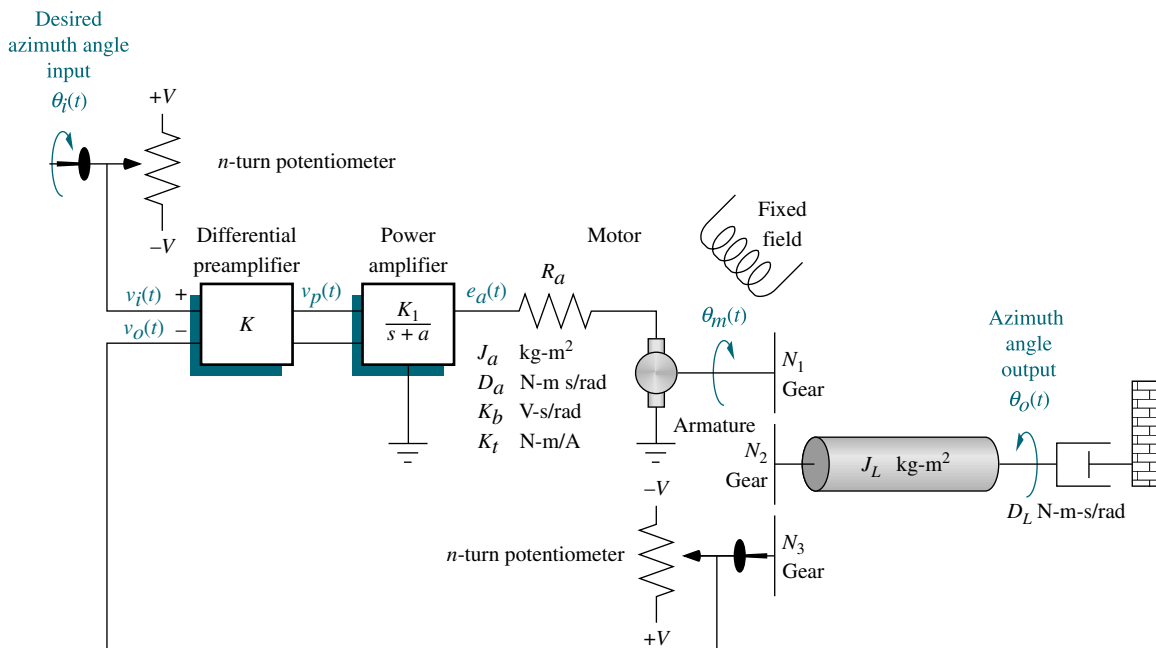 Desired
azimuth angle
input
θi(t)
+V
n-turn potentiometer
−V
Differential
preamplifier
Power
amplifier
Motor
Fixed
field
vi(t)
+
vo(t)
−
K
vp(t)
K1
s + a
ea(t)
Ra
Ja kg-m2
Da N-m s/rad
Kb V-s/rad
Kt N-m/A
θm(t)
Armature
N1
Gear
N2
Gear
JL kg-m2
Azimuth
angle
output
θo(t)
DL N-m-s/rad
−V
n-turn potentiometer
+V
N3
Gear